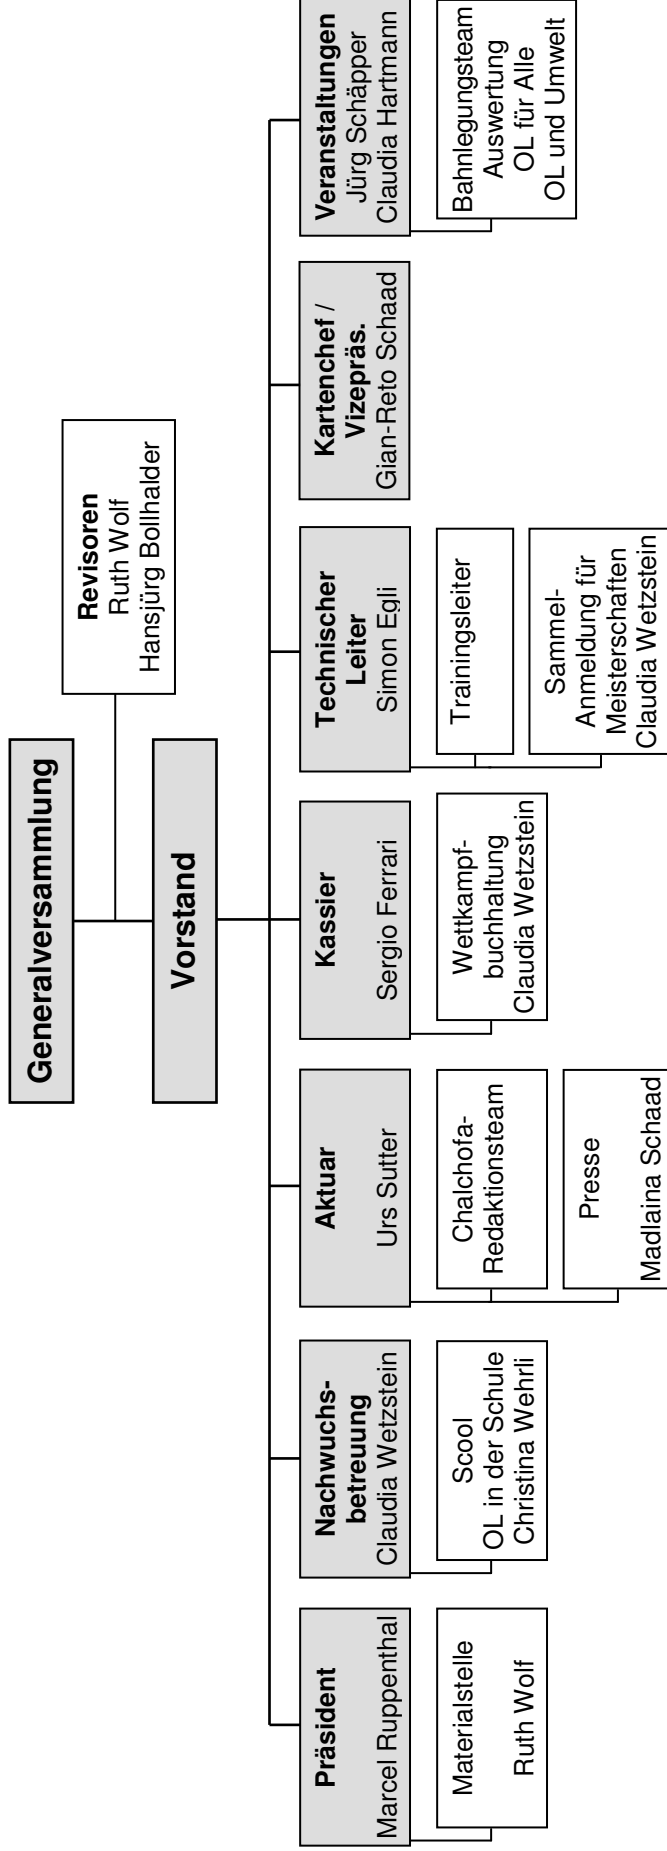 Generalversammlung
Revisoren
Ruth Wolf
Hansjürg Bollhalder
Vorstand
Präsident
Marcel Ruppenthal
Materialstelle
Ruth Wolf
Nachwuchs-
betreuung
Claudia Wetzstein
Scool
OL in der Schule
Christina Wehrli
Aktuar
Urs Sutter
Chalchofa-
Redaktionsteam
Presse
Madlaina Schaad
Kassier
Sergio Ferrari
Wettkampf-
buchhaltung
Claudia Wetzstein
Technischer
Leiter
Simon Egli
Trainingsleiter
Sammel-
Anmeldung für
Meisterschaften
Claudia Wetzstein
Kartenchef /
Vizepräs.
Gian-Reto Schaad
Veranstaltungen
Jürg Schäpper
Claudia Hartmann
Bahnlegungsteam
Auswertung
OL für Alle
OL und Umwelt